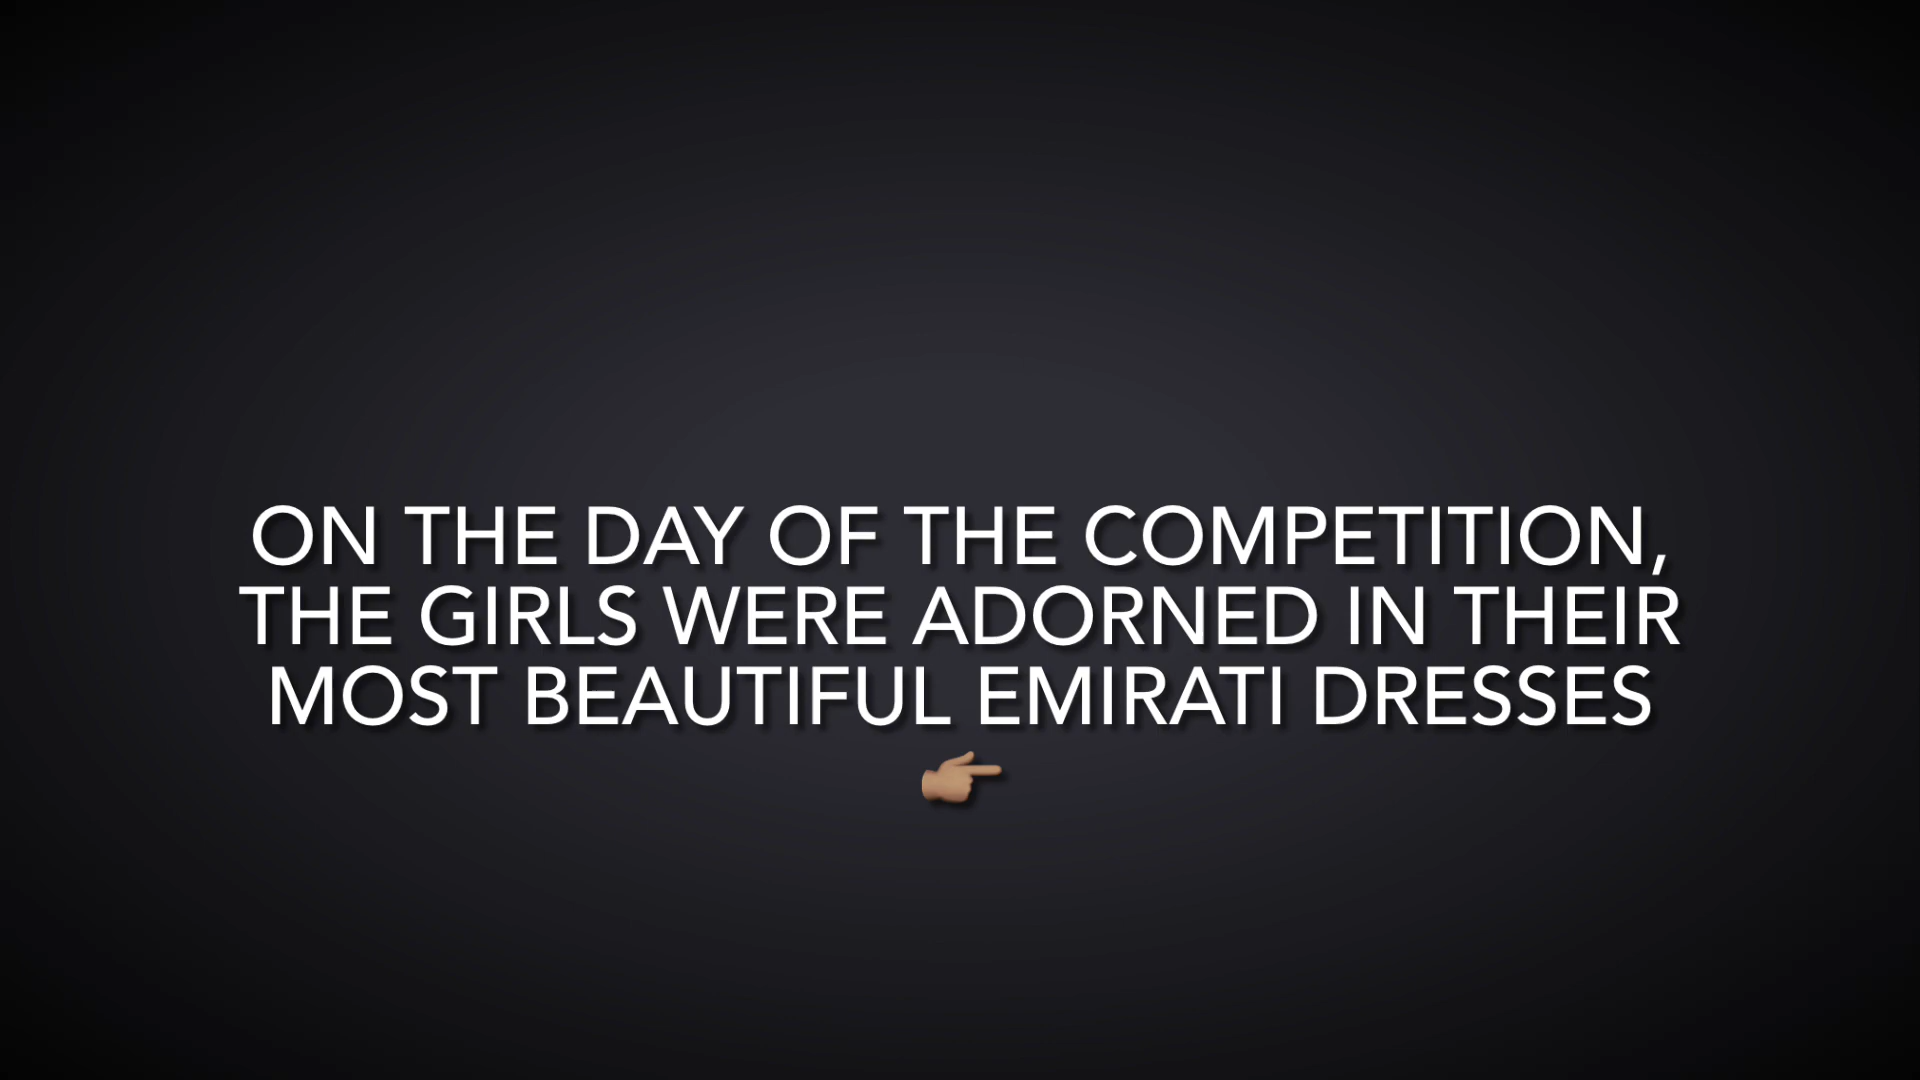 ON THE DAY OF THE COMPETITION,
THE GIRLS WERE ADORNED IN THEIR
MOST BEAUTIFUL EMIRATI DRESSES